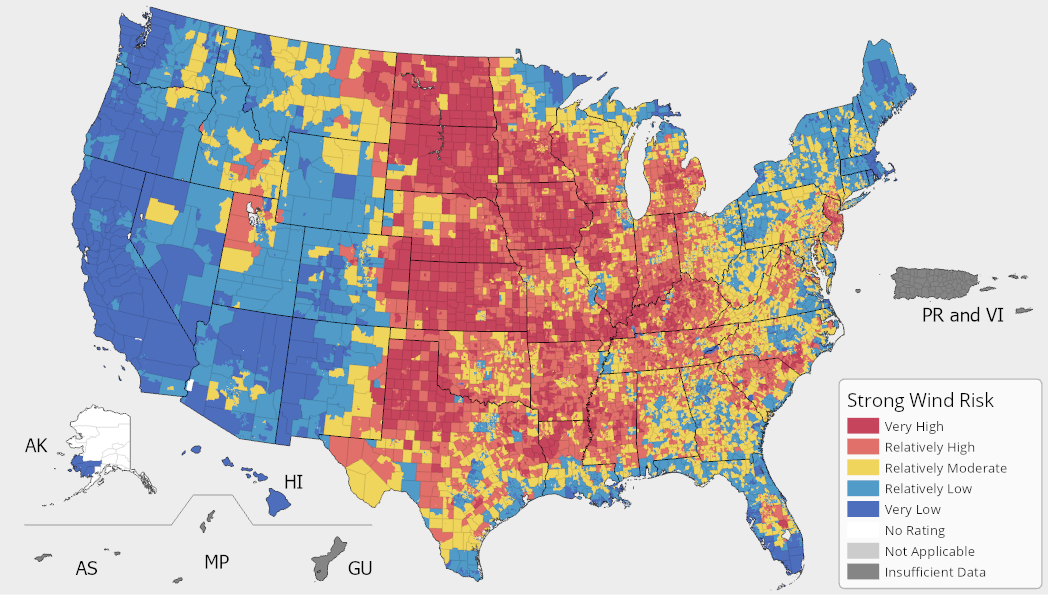 PR and VI
Strong Wind Risk
Very High
Relatively High
Relatively Moderate
Relatively Low
Very Low
No Rating
Not Applicable
Insufficient Data
AK
HI
AS
MP
GU